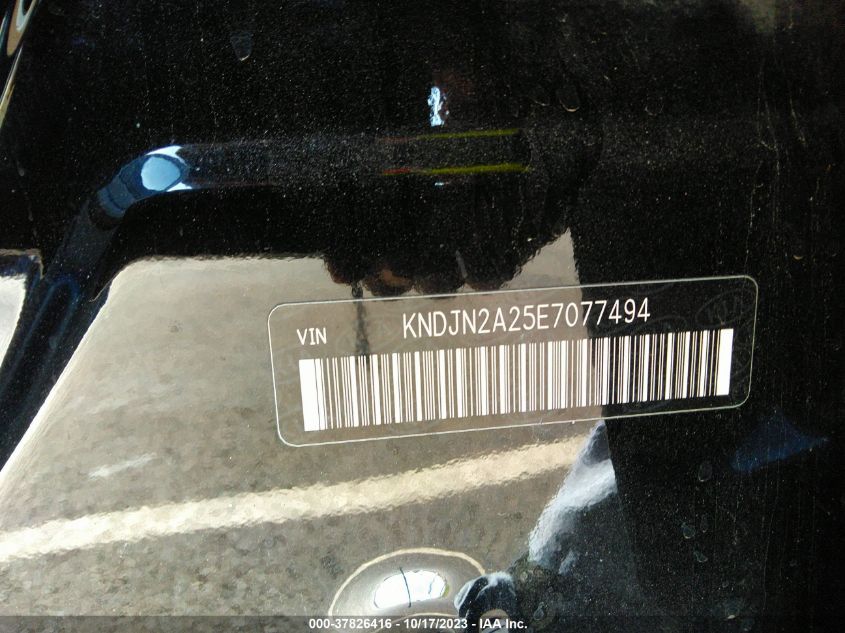 VIN KNDJN2A25E7077494
000-37826416 - 10/17/2023 - IAA Inc.